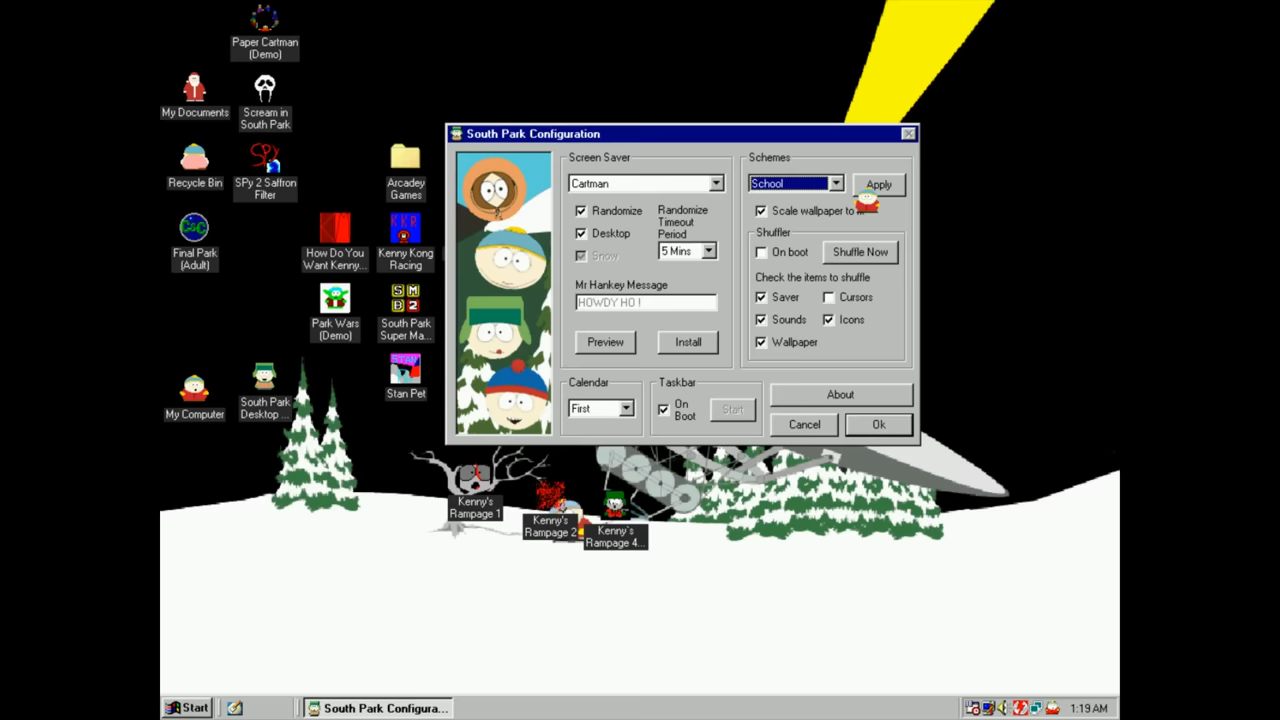 Paper Cartman
(Demo)
My Documents
Scream in
South Park
Recycle Bin
SPy
SPy 2 Saffron
Filter
Arcadey
Games
Final Park
(Adult)
How Do You
Want Kenny...
KKR
Kenny Kong
Racing
Park Wars
(Demo)
SM
B2
South Park
Super Ma...
STAN
Stan Pet
My Computer
South Park
Desktop ...
Kenny's
Rampage 1
Kenny's
Rampage 2
Kenny's
Rampage 4...
South Park Configuration
Screen Saver
Cartman
Randomize
Desktop
Snow
Randomize
Timeout
Period
5 Mins
Mr Hankey Message
HOWDY HO !
Preview
Install
Calendar
First
Taskbar
On
Boot
Start
Schemes
School
Apply
Scale wallpaper to
Shuffler
On boot
Shuffle Now
Check the items to shuffle
Saver
Cursors
Sounds
Icons
Wallpaper
About
Cancel
Ok
Start
South Park Configura...
1:19 AM